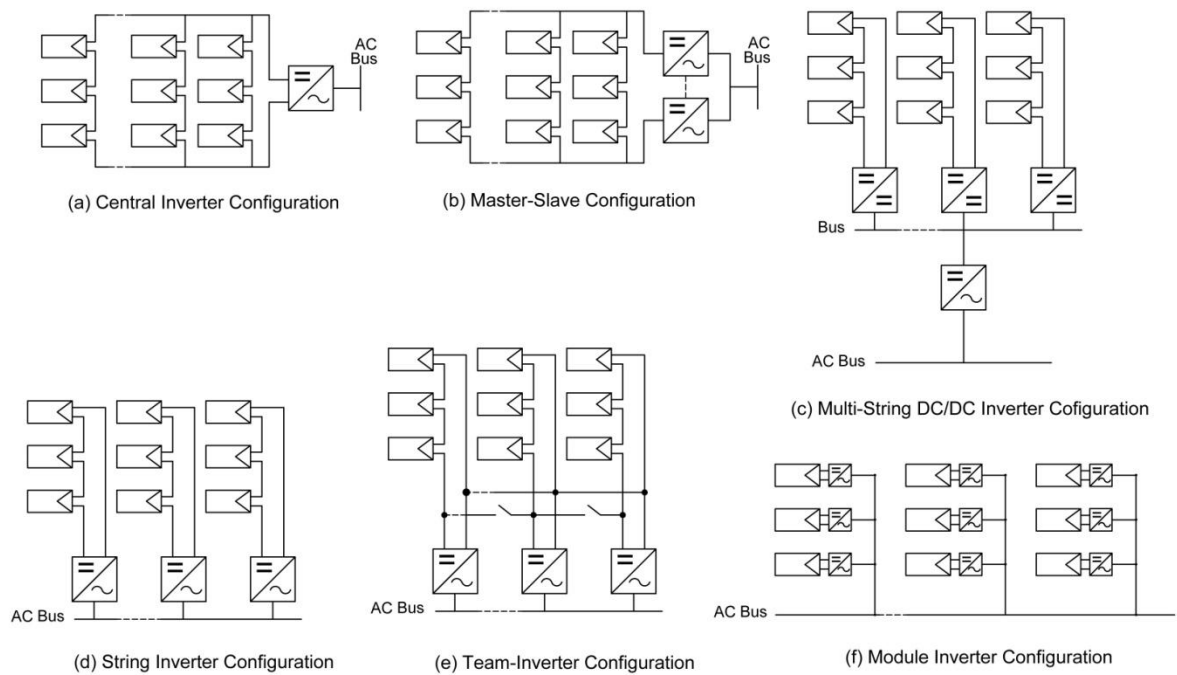 AC
Bus
(a) Central Inverter Configuration
AC
Bus
(b) Master-Slave Configuration
Bus
AC Bus
(c) Multi-String DC/DC Inverter Cofiguration
AC Bus
(d) String Inverter Configuration
AC Bus
(e) Team-Inverter Configuration
AC Bus
(f) Module Inverter Configuration